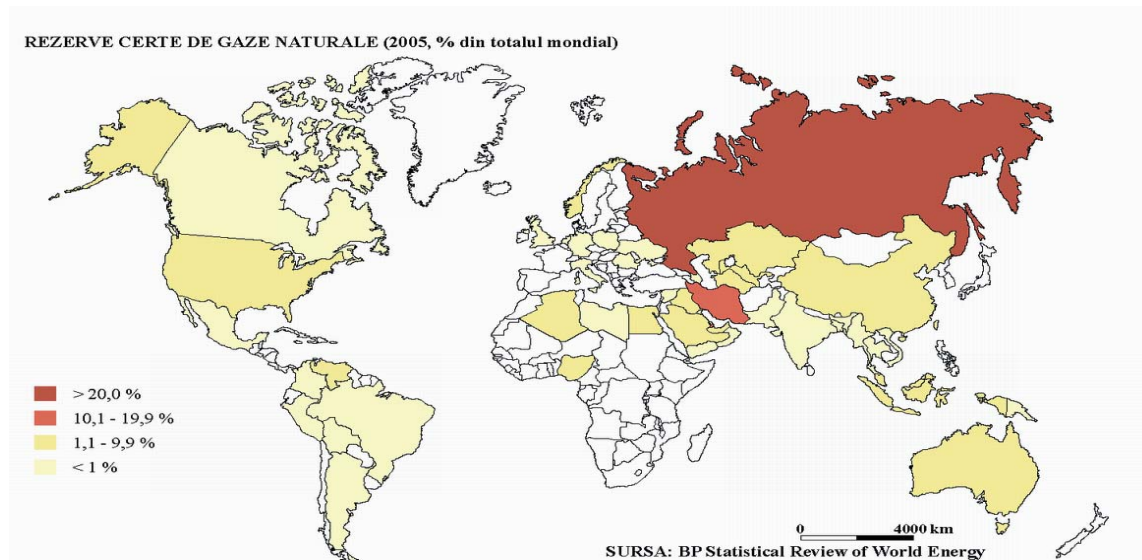 REZERVE CERTE DE GAZE NATURALE (2005, % din totalul mondial)
> 20,0 %
10,1 - 19,9 %
1,1 - 9,9 %
< 1 %
0 4000 km
SURSA: BP Statistical Review of World Energy